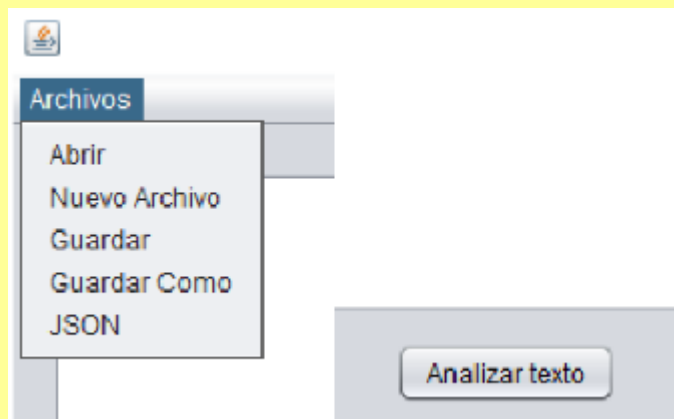 Archivos
Abrir
Nuevo Archivo
Guardar
Guardar Como
JSON
Analizar texto